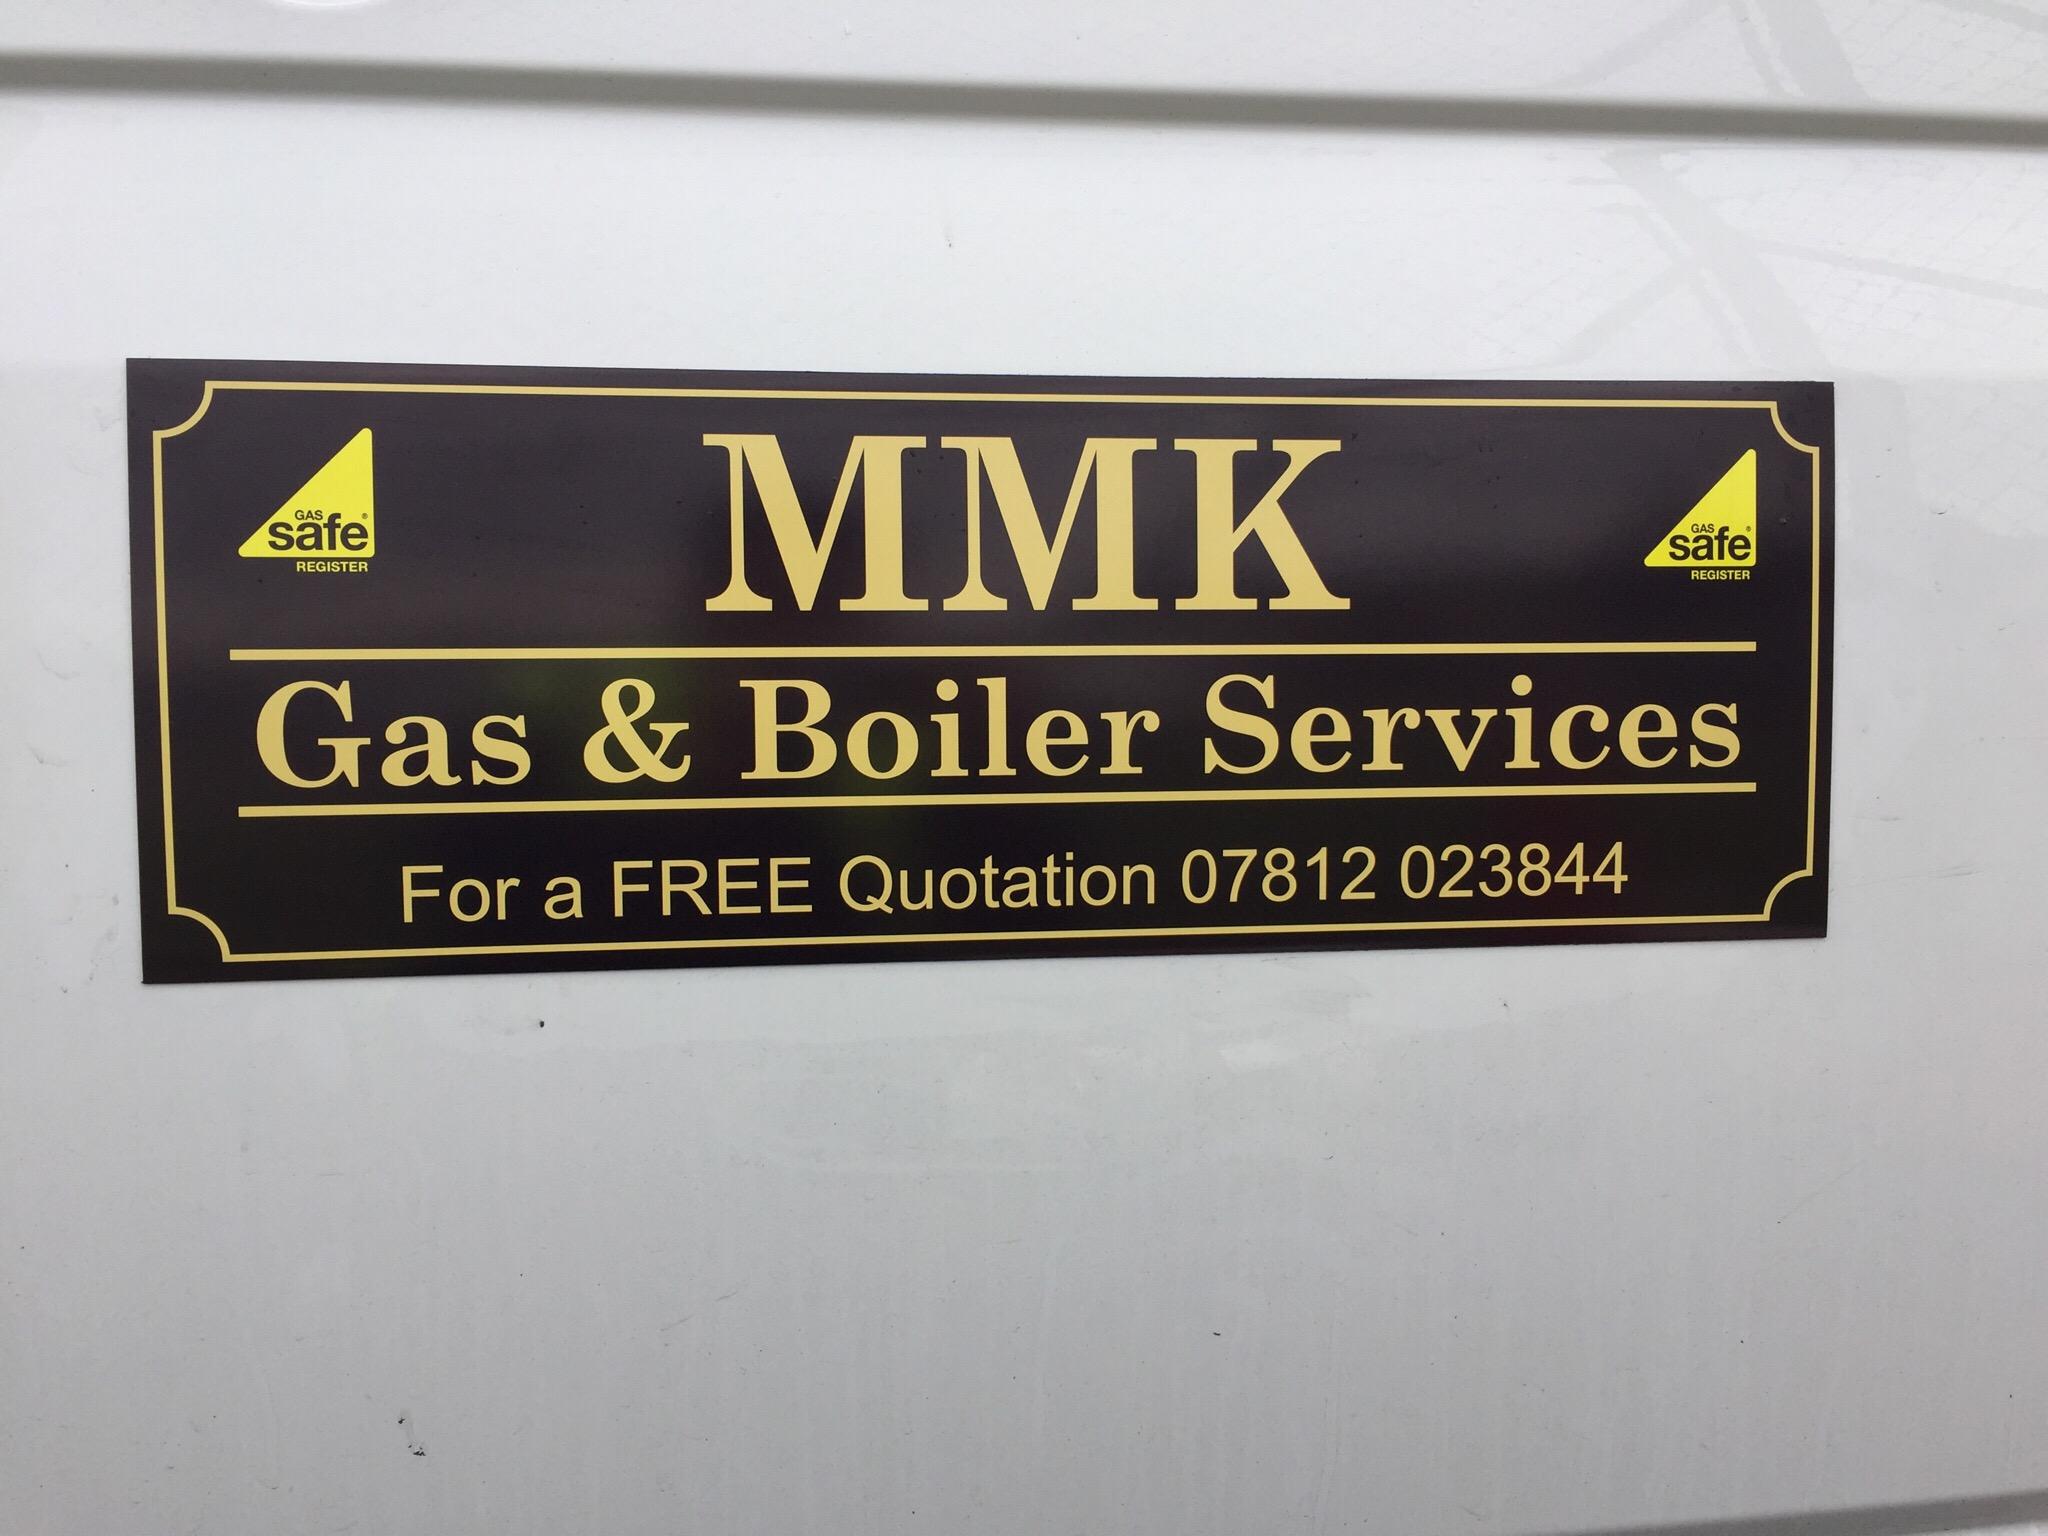 MMK
GAS
safe®
REGISTER
GAS
safe®
REGISTER
Gas & Boiler Services
For a FREE Quotation 07812 023844